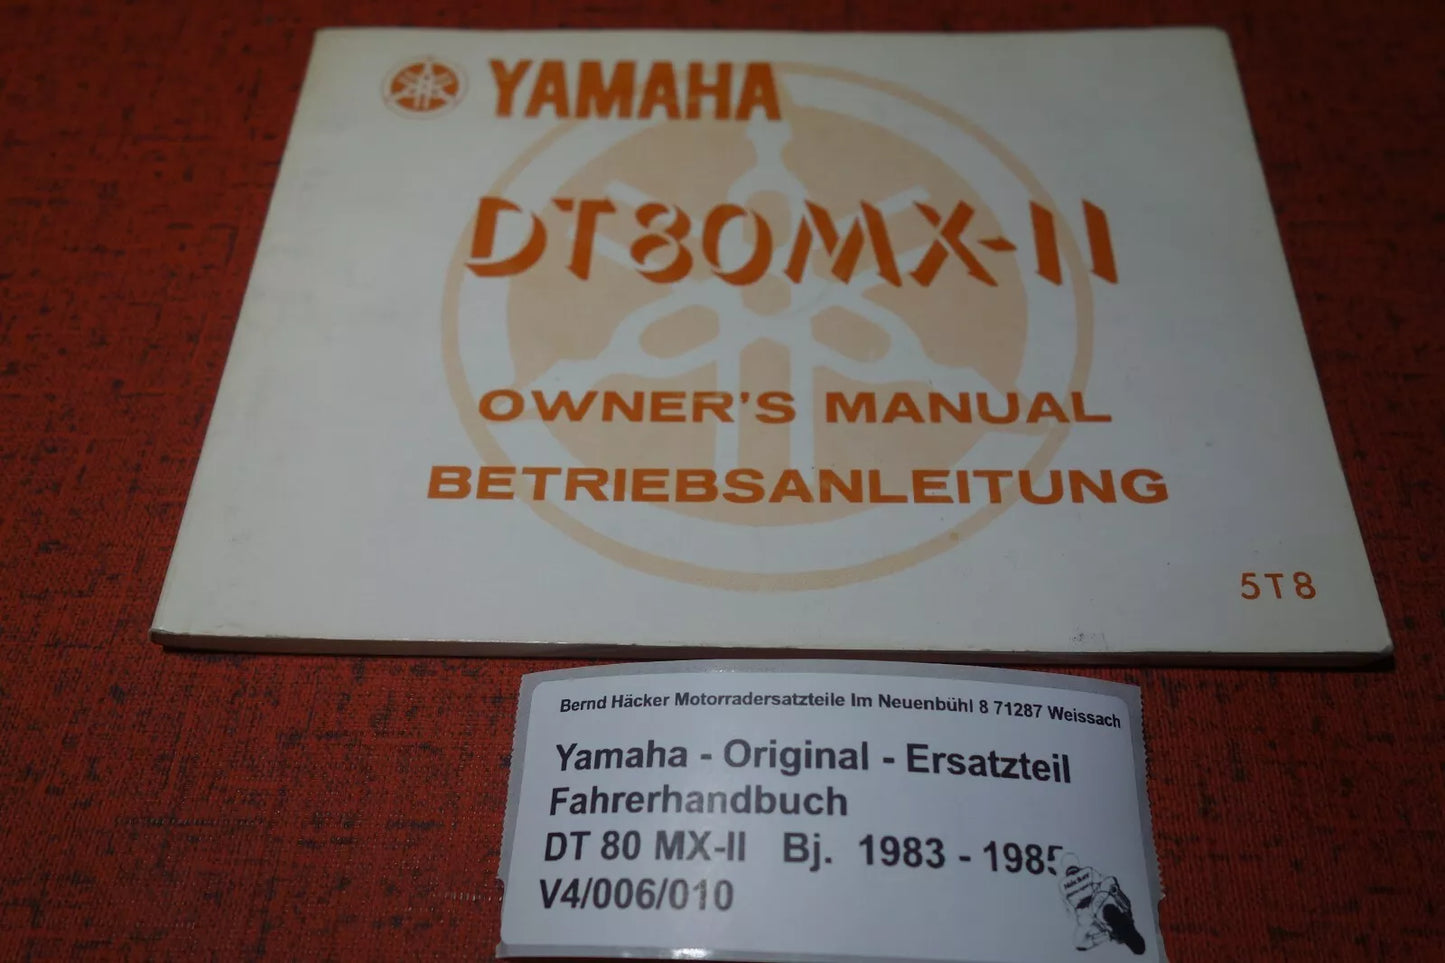 YAMAHA
DT80MX-II
OWNER'S MANUAL
BETRIEBSANLEITUNG
5T8
Bernd Häcker Motorradersatzteile Im Neuenbühl 8 71287 Weissach
Yamaha - Original - Ersatzteil
Fahrerhandbuch
DT 80 MX-II Bj. 1983 - 1985
V4/006/010